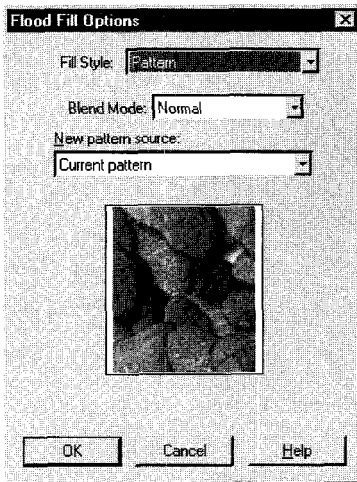 Flood Fill Options
Fill Style: Pattern
Blend Mode: Normal
New pattern source:
Current pattern
OK Cancel Help